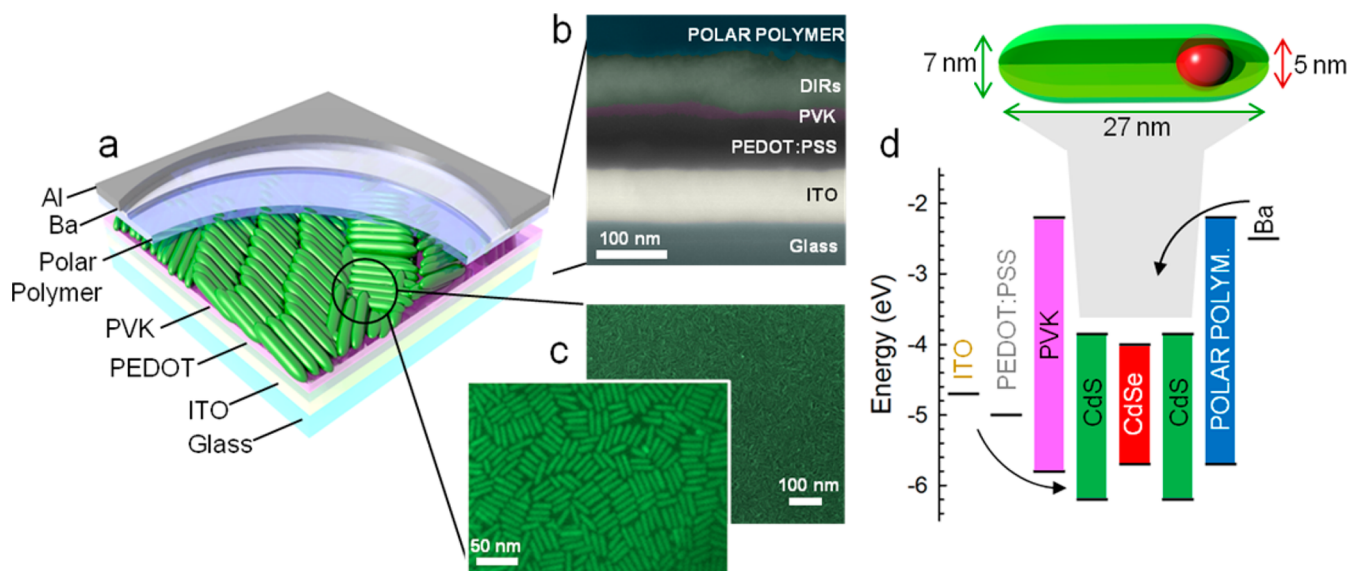 a
Al
Ba
Polar
Polymer
PVK
PEDOT
ITO
Glass
b
POLAR POLYMER
DIRs
PVK
PEDOT:PSS
ITO
100 nm
Glass
c
100 nm
50 nm
7 nm
5 nm
27 nm
d
Energy (eV)
-2
-3
-4
-5
-6
ITO
PEDOT:PSS
PVK
CdS
CdSe
CdS
POLAR POLYM.
Ba